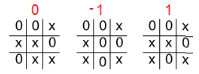 0 -1 1
0 0 x 0 0 x 0 0 x
x x 0 x 0 0 x x 0
0 x x x 0 x 0 x x